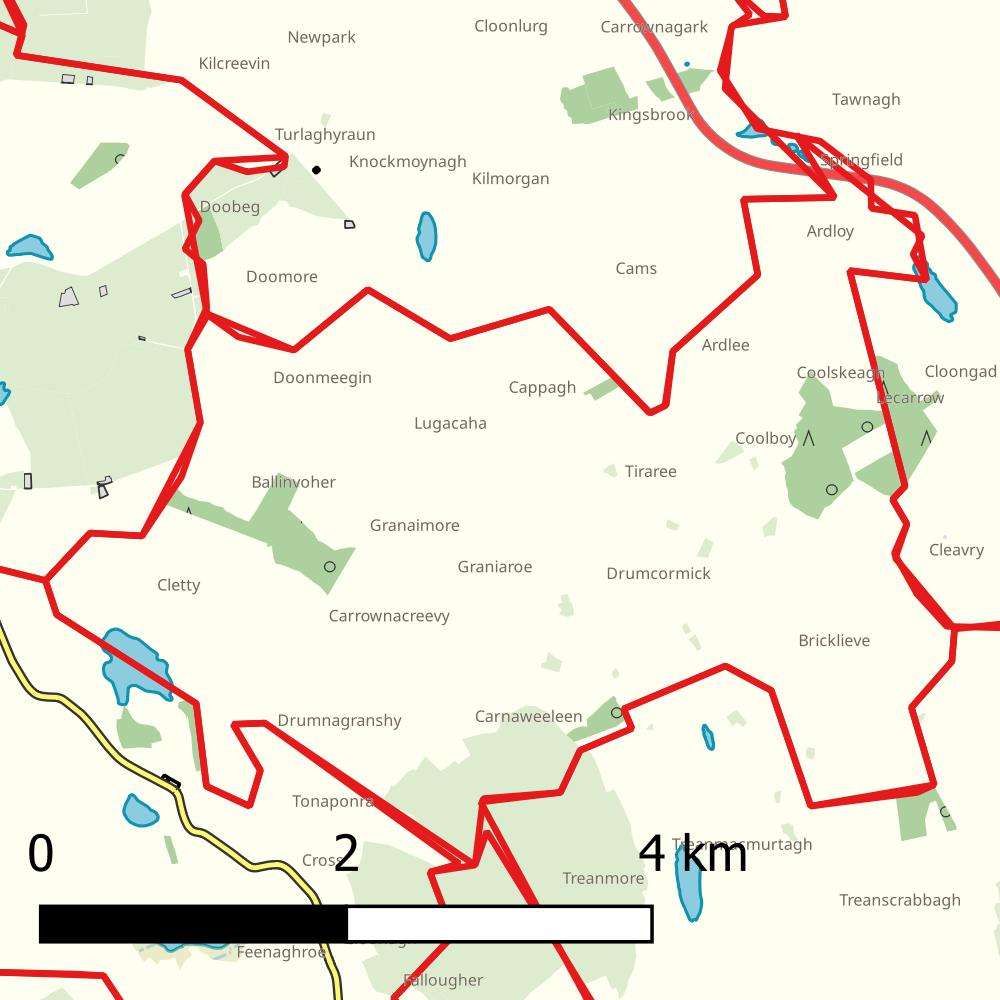 Newpark
Cloonlurg
Carrownagark
Kilcreevin
Tawnagh
Kingsbrook
Turlaghyraun
Knockmoynagh
Springfield
Kilmorgan
Doobeg
Ardloy
Cams
Doomore
Ardlee
Doonmeegin
Cappagh
Coolskeagh
Cloongad
Lecarrow
Lugacaha
Coolboy
Tiraree
Ballinvoher
Granaimore
Cleavry
Graniaroe
Drumcormick
Cletty
Carrownacreevy
Bricklieve
Drumnagranshy
Carnaweeleen
Tonaponra
Treanmacmurtagh
Cross
0 2 4 km
Treanmore
Treanscrabbagh
Feenaghroe
Fallougher